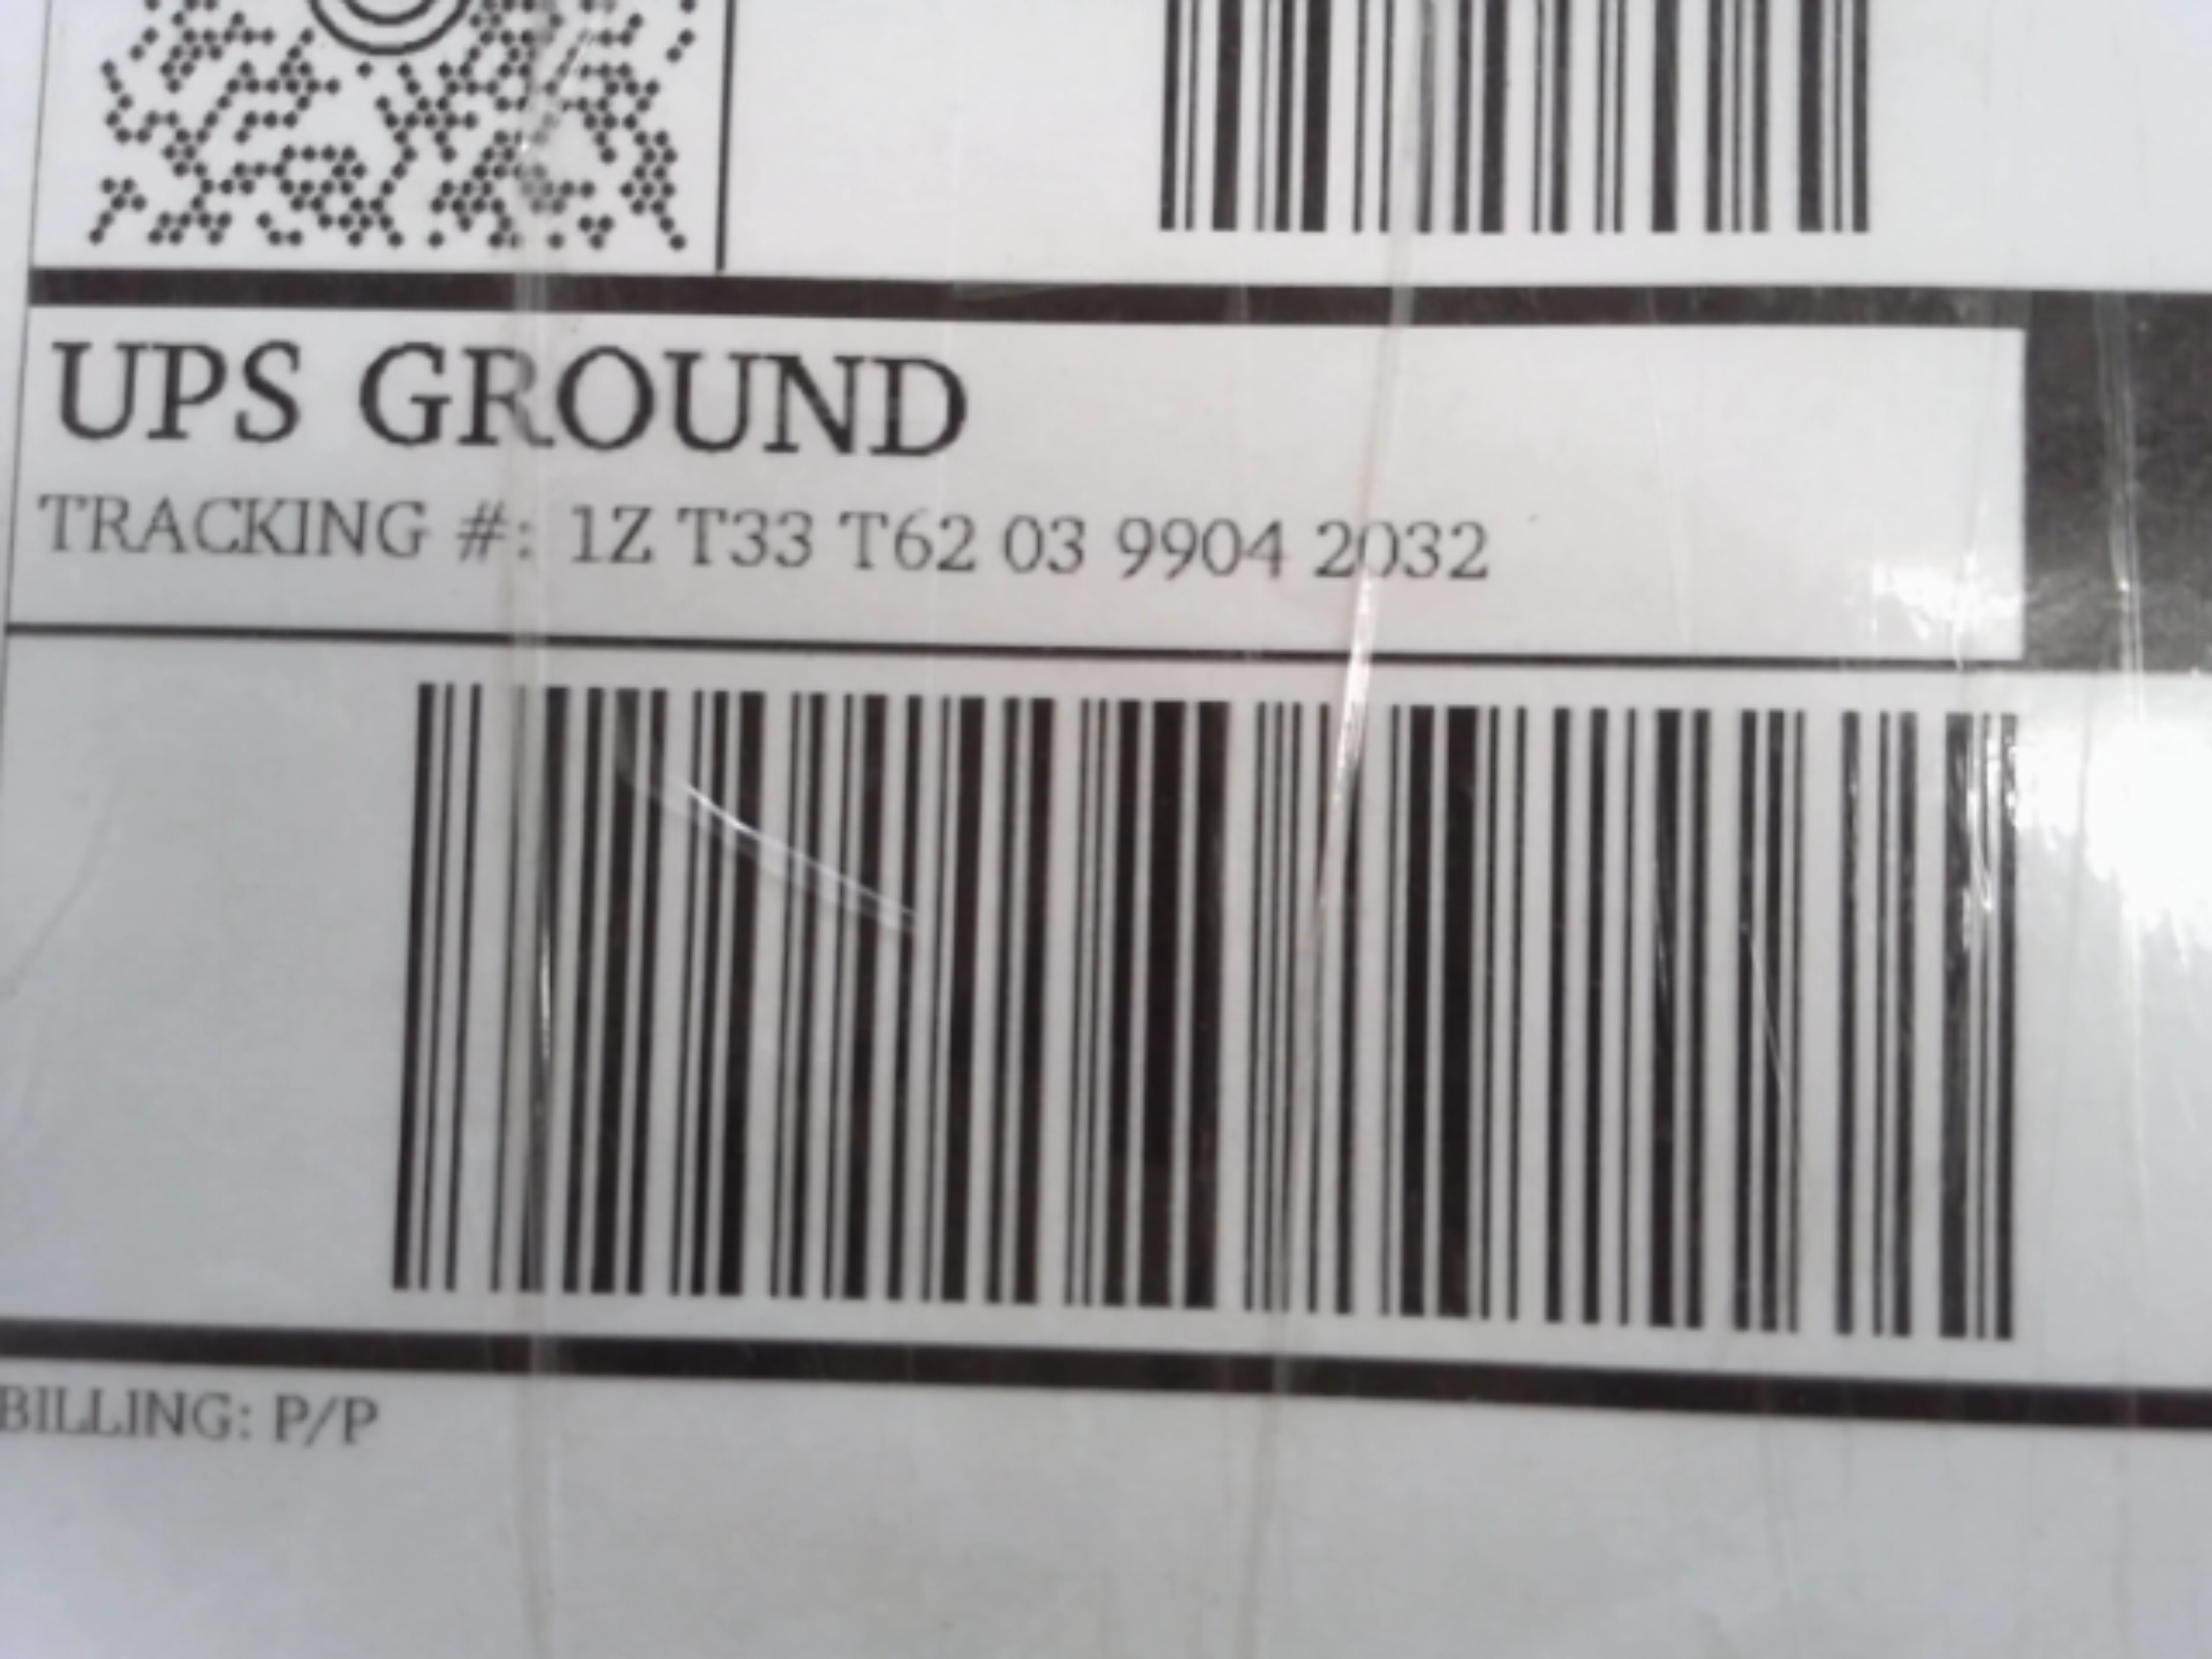 UPS GROUND
TRACKING #: 1Z T33 T62 03 9904 2032
BILLING: P/P